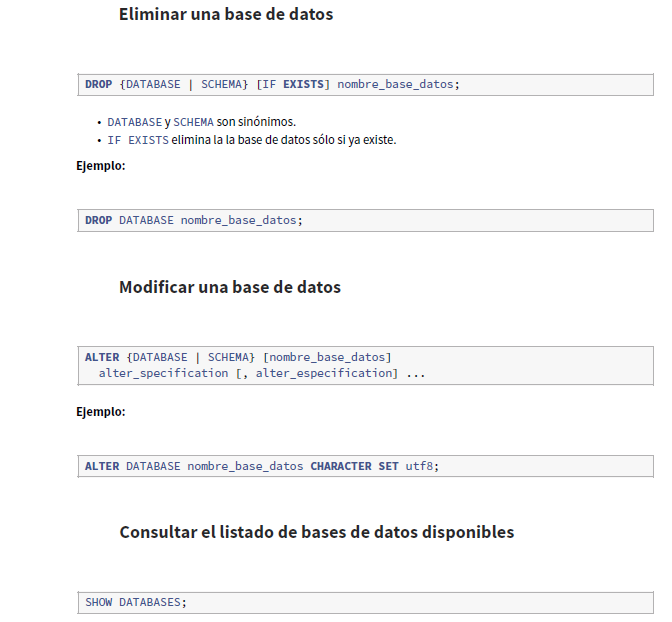 Eliminar una base de datos
DROP {DATABASE | SCHEMA} [IF EXISTS] nombre_base_datos;
• DATABASE y SCHEMA son sinónimos.
• IF EXISTS elimina la la base de datos sólo si ya existe.
Ejemplo:
DROP DATABASE nombre_base_datos;
Modificar una base de datos
ALTER {DATABASE | SCHEMA} [nombre_base_datos]
alter_specification [, alter_especification] ...
Ejemplo:
ALTER DATABASE nombre_base_datos CHARACTER SET utf8;
Consultar el listado de bases de datos disponibles
SHOW DATABASES;